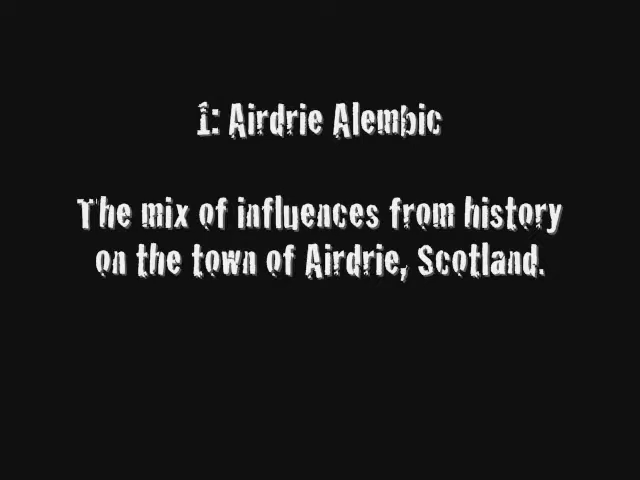 1: Airdrie Alembic
The mix of influences from history
on the town of Airdrie, Scotland.